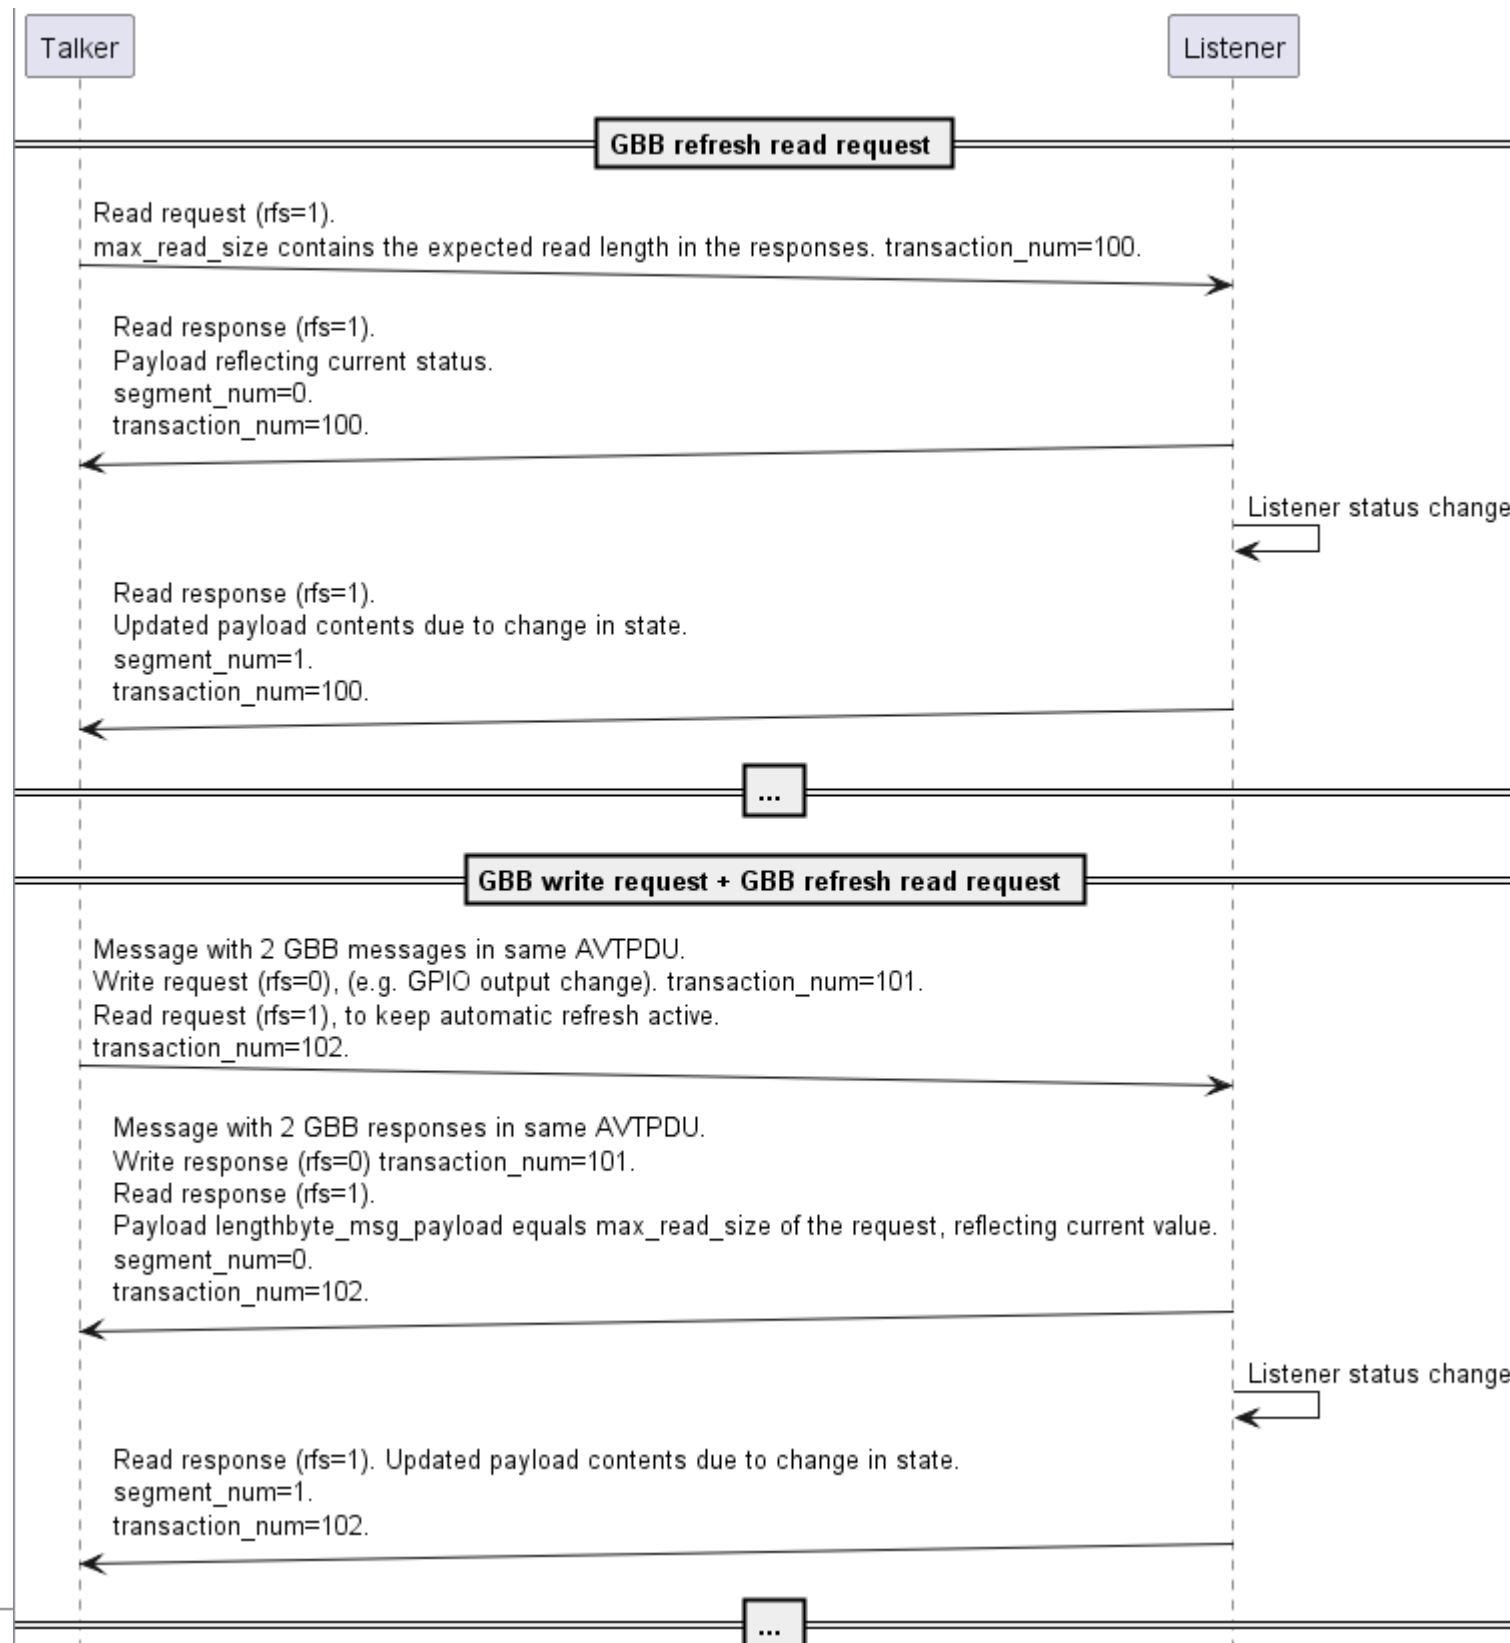 Talker
Listener
GBB refresh read request
Read request (rfs=1).
max_read_size contains the expected read length in the responses. transaction_num=100.
Read response (rfs=1).
Payload reflecting current status.
segment_num=0.
transaction_num=100.
Listener status change
Read response (rfs=1).
Updated payload contents due to change in state.
segment_num=1.
transaction_num=100.
...
GBB write request + GBB refresh read request
Message with 2 GBB messages in same AVTPDU.
Write request (rfs=0), (e.g. GPIO output change). transaction_num=101.
Read request (rfs=1), to keep automatic refresh active.
transaction_num=102.
Message with 2 GBB responses in same AVTPDU.
Write response (rfs=0) transaction_num=101.
Read response (rfs=1).
Payload lengthbyte_msg_payload equals max_read_size of the request, reflecting current value.
segment_num=0.
transaction_num=102.
Listener status change
Read response (rfs=1). Updated payload contents due to change in state.
segment_num=1.
transaction_num=102.
...